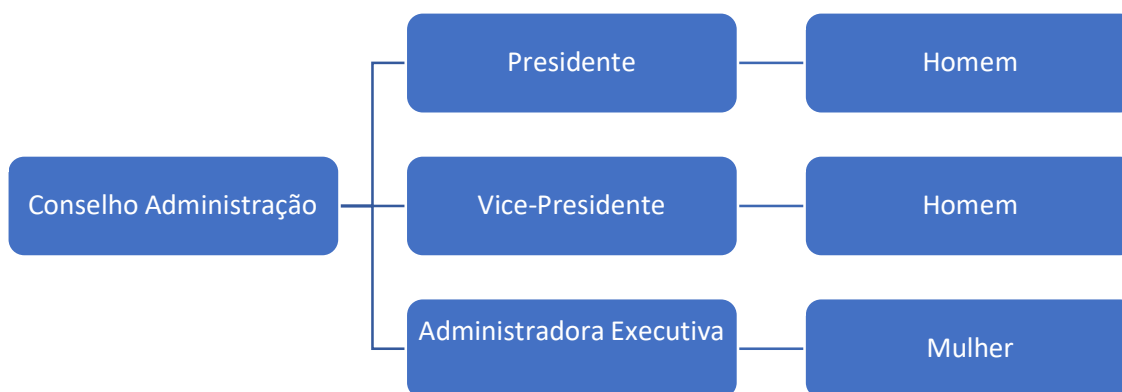 Presidente
Homem
Conselho Administração
Vice-Presidente
Homem
Administradora Executiva
Mulher